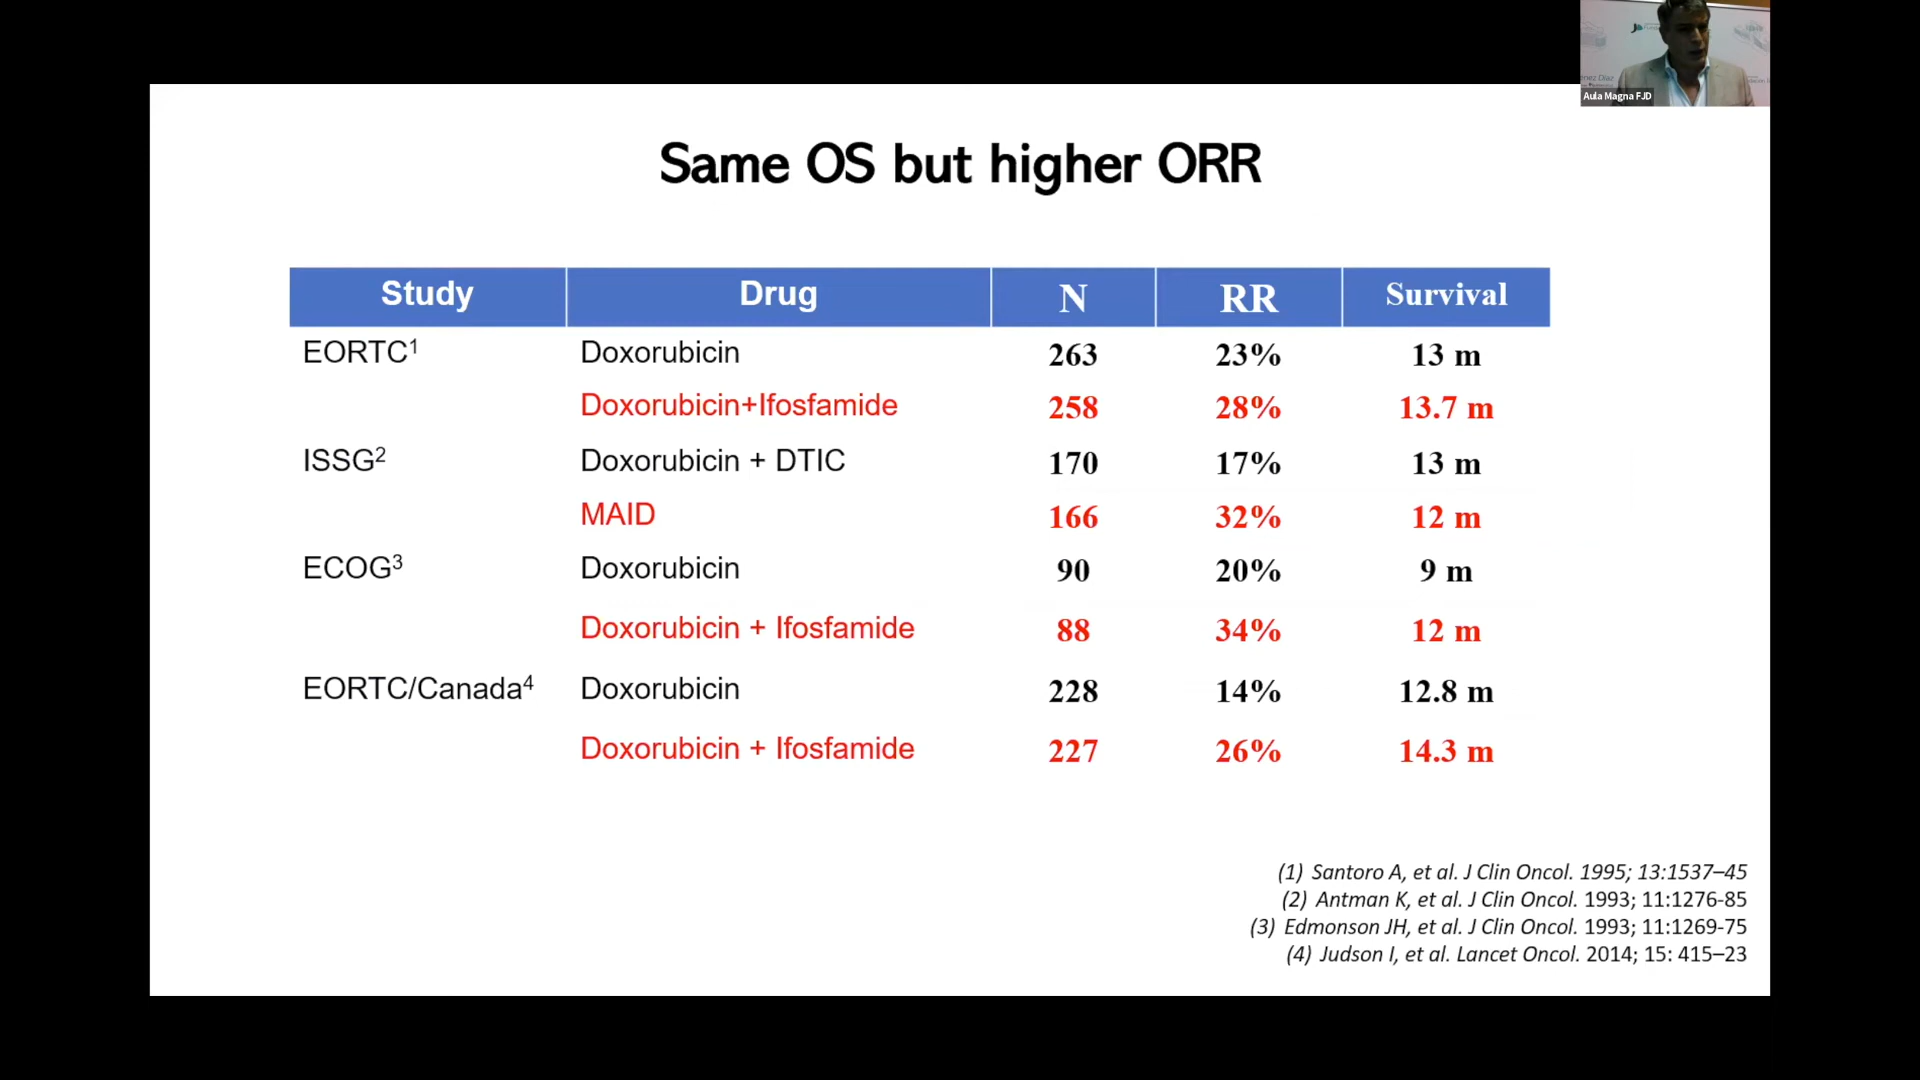 Aula Magna FJD
Same OS but higher ORR
Study Drug N RR Survival
EORTC¹ Doxorubicin 263 23% 13 m
Doxorubicin+Ifosfamide 258 28% 13.7 m
ISSG² Doxorubicin + DTIC 170 17% 13 m
MAID 166 32% 12 m
ECOG³ Doxorubicin 90 20% 9 m
Doxorubicin + Ifosfamide 88 34% 12 m
EORTC/Canada⁴ Doxorubicin 228 14% 12.8 m
Doxorubicin + Ifosfamide 227 26% 14.3 m
(1) Santoro A, et al. J Clin Oncol. 1995; 13:1537–45
(2) Antman K, et al. J Clin Oncol. 1993; 11:1276-85
(3) Edmonson JH, et al. J Clin Oncol. 1993; 11:1269-75
(4) Judson I, et al. Lancet Oncol. 2014; 15: 415–23